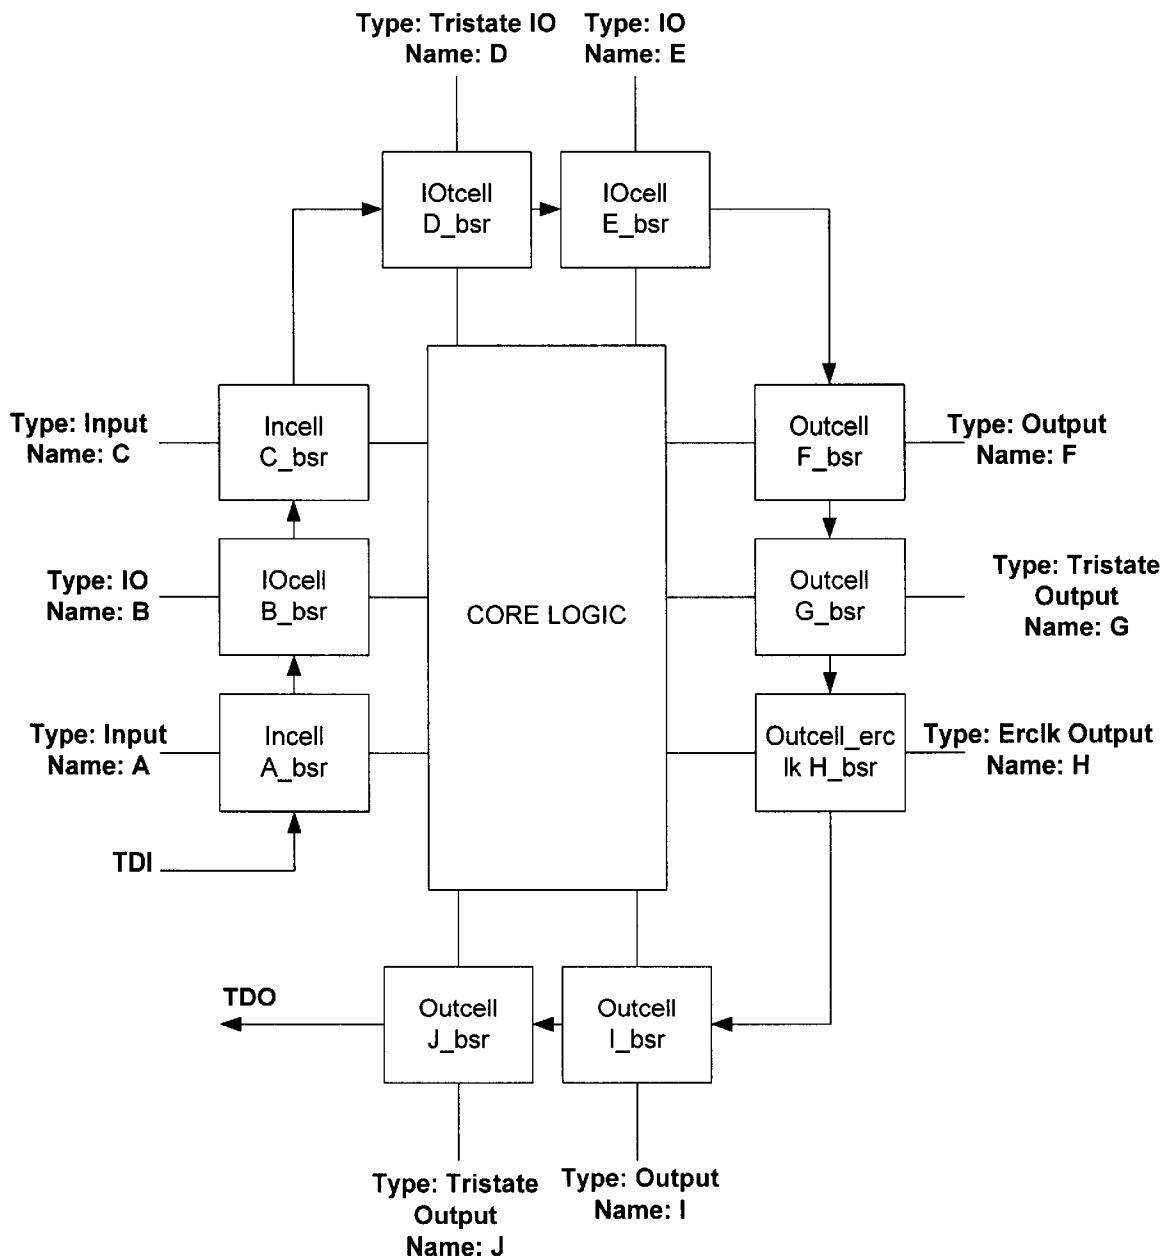 Type: Tristate IO
Name: D
Type: IO
Name: E
IOtcell
D_bsr
IOcell
E_bsr
Type: Input
Name: C
Incell
C_bsr
Outcell
F_bsr
Type: Output
Name: F
Type: IO
Name: B
IOcell
B_bsr
CORE LOGIC
Outcell
G_bsr
Type: Tristate
Output
Name: G
Type: Input
Name: A
Incell
A_bsr
Outcell_erc
lk H_bsr
Type: Erclk Output
Name: H
TDI
TDO
Outcell
J_bsr
Outcell
I_bsr
Type: Tristate
Output
Name: J
Type: Output
Name: I